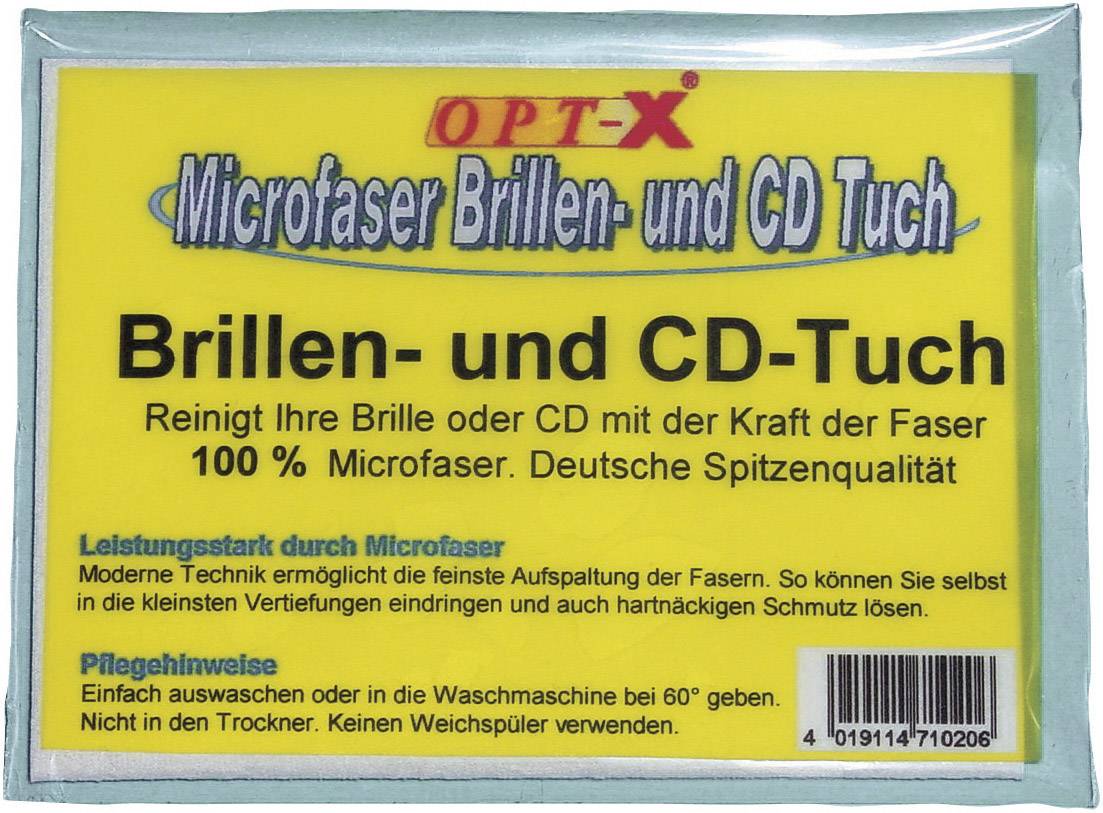 OPT-X®
Microfaser Brillen- und CD Tuch
Brillen- und CD-Tuch
Reinigt Ihre Brille oder CD mit der Kraft der Faser
100 % Microfaser. Deutsche Spitzenqualität
Leistungsstark durch Microfaser
Moderne Technik ermöglicht die feinste Aufspaltung der Fasern. So können Sie selbst
in die kleinsten Vertiefungen eindringen und auch hartnäckigen Schmutz lösen.
Pflegehinweise
Einfach auswaschen oder in die Waschmaschine bei 60° geben.
Nicht in den Trockner. Keinen Weichspüler verwenden.
4 019114 710206